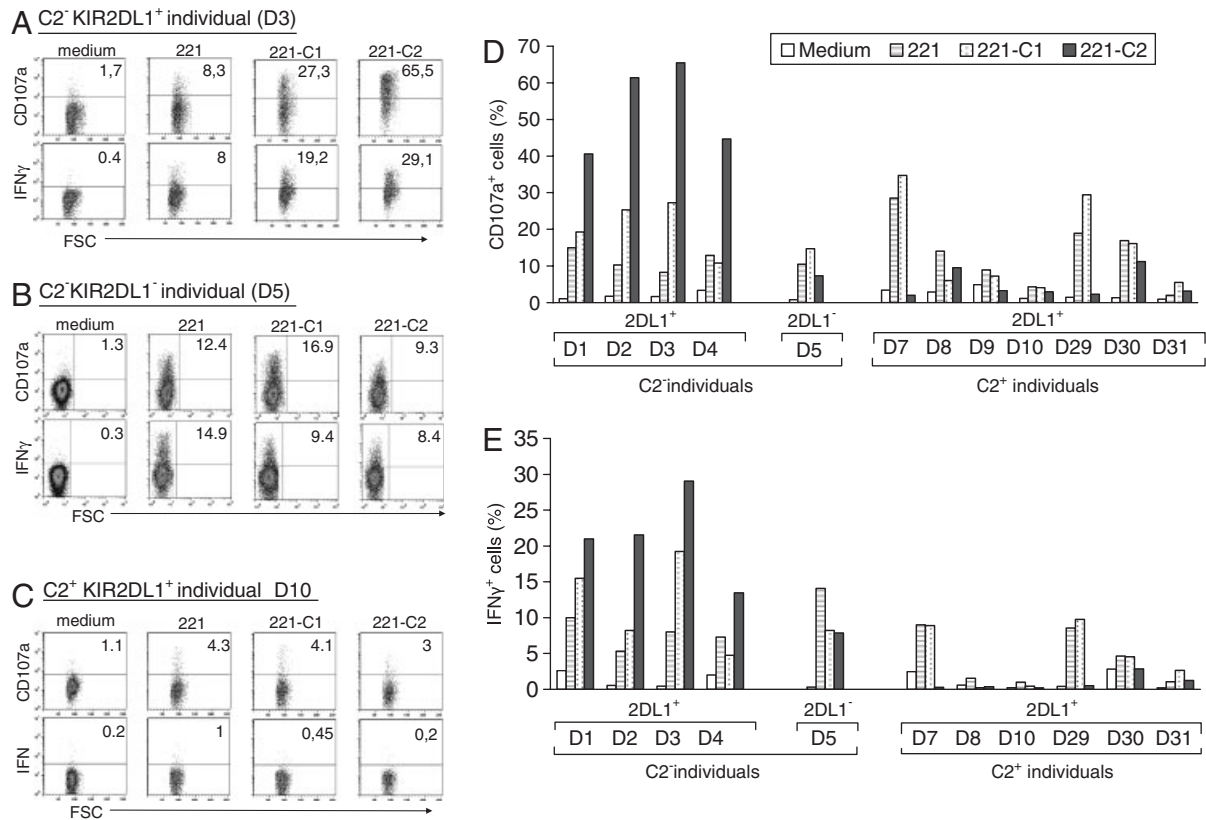 A C2⁻ KIR2DL1⁺ individual (D3)
medium 221 221-C1 221-C2
CD107a 1,7 8,3 27,3 65,5
IFNγ 0.4 8 19,2 29,1
FSC
B C2⁻KIR2DL1⁻ individual (D5)
medium 221 221-C1 221-C2
CD107a 1.3 12.4 16.9 9.3
IFNγ 0.3 14.9 9.4 8.4
FSC
C C2⁺ KIR2DL1⁺ individual D10
medium 221 221-C1 221-C2
CD107a 1.1 4.3 4.1 3
IFN 0.2 1 0,45 0,2
FSC
D
Medium 221 221-C1 221-C2
CD107a⁺ cells (%)
70
60
50
40
30
20
10
0
2DL1⁺ 2DL1⁻ 2DL1⁺
D1 D2 D3 D4 D5 D7 D8 D9 D10 D29 D30 D31
C2⁻individuals C2⁺ individuals
E
IFNγ⁺ cells (%)
35
30
25
20
15
10
5
0
2DL1⁺ 2DL1⁻ 2DL1⁺
D1 D2 D3 D4 D5 D7 D8 D10 D29 D30 D31
C2⁻individuals C2⁺ individuals